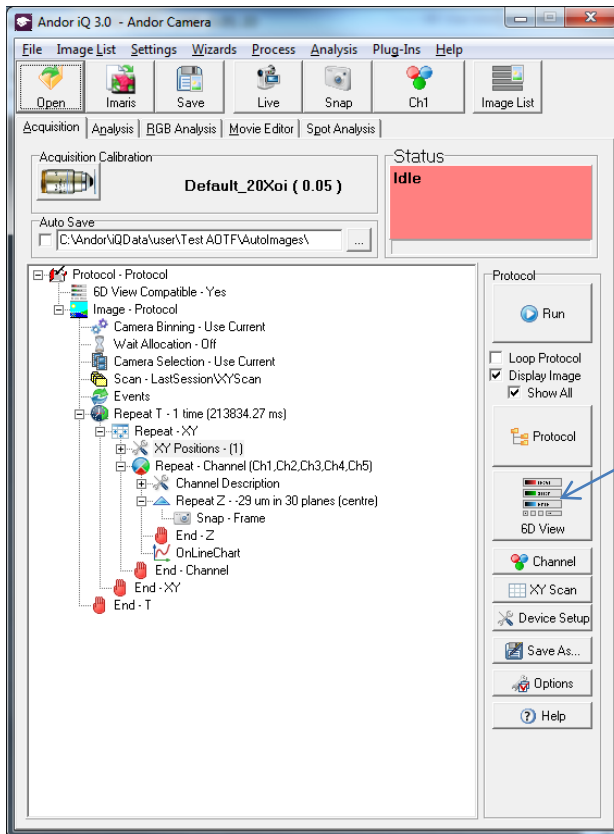 Andor iQ 3.0 - Andor Camera
File Image List Settings Wizards Process Analysis Plug-Ins Help
Open Imaris Save Live Snap Ch1 Image List
Acquisition Analysis RGB Analysis Movie Editor Spot Analysis
Acquisition Calibration
Default_20Xoi ( 0.05 )
Status
Idle
Auto Save
C:\Andor\iQData\user\Test AOTF\AutoImages\ ...
Protocol - Protocol
6D View Compatible - Yes
Image - Protocol
Camera Binning - Use Current
Wait Allocation - Off
Camera Selection - Use Current
Scan - LastSession\XYScan
Events
Repeat T - 1 time (213834.27 ms)
Repeat - XY
XY Positions - (1)
Repeat - Channel (Ch1,Ch2,Ch3,Ch4,Ch5)
Channel Description
Repeat Z - -29 um in 30 planes (centre)
Snap - Frame
End - Z
OnLineChart
End - Channel
End - XY
End - T
Protocol
Run
Loop Protocol
Display Image
Show All
Protocol
6D View
Channel
XY Scan
Device Setup
Save As...
Options
Help